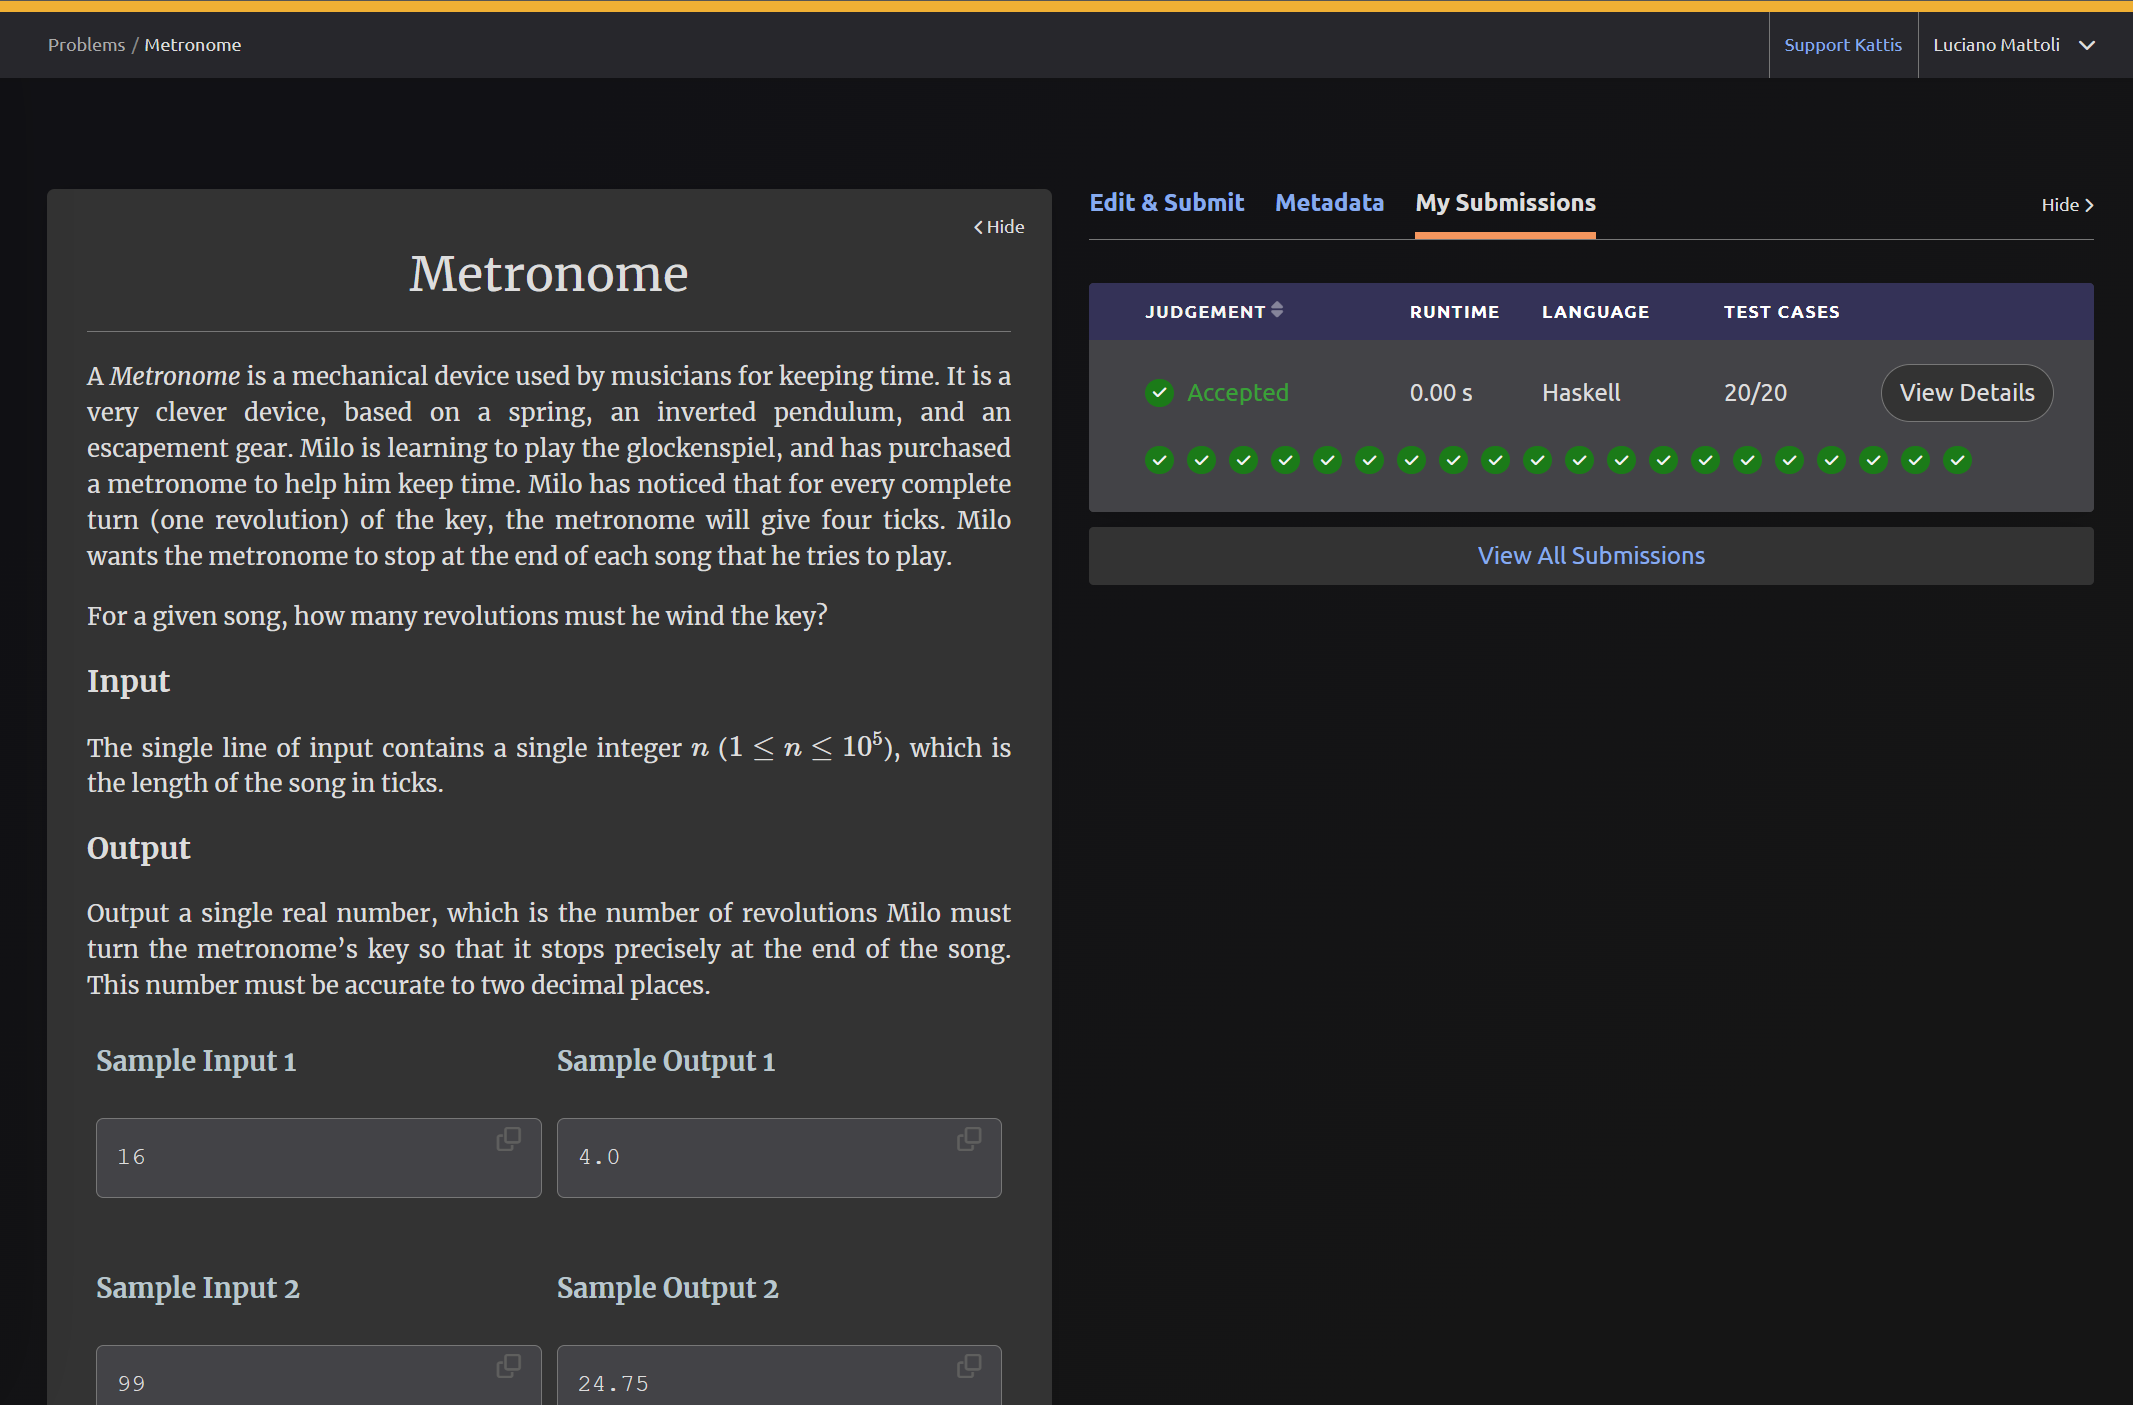 Problems / Metronome
Support Kattis
Luciano Mattoli
Hide
Metronome
A Metronome is a mechanical device used by musicians for keeping time. It is a
very clever device, based on a spring, an inverted pendulum, and an
escapement gear. Milo is learning to play the glockenspiel, and has purchased
a metronome to help him keep time. Milo has noticed that for every complete
turn (one revolution) of the key, the metronome will give four ticks. Milo
wants the metronome to stop at the end of each song that he tries to play.
For a given song, how many revolutions must he wind the key?
Input
The single line of input contains a single integer n (1 ≤ n ≤ 10⁵), which is
the length of the song in ticks.
Output
Output a single real number, which is the number of revolutions Milo must
turn the metronome’s key so that it stops precisely at the end of the song.
This number must be accurate to two decimal places.
Sample Input 1 Sample Output 1
16 4.0
Sample Input 2 Sample Output 2
99 24.75
Edit & Submit Metadata My Submissions Hide
JUDGEMENT RUNTIME LANGUAGE TEST CASES
Accepted 0.00 s Haskell 20/20 View Details
View All Submissions